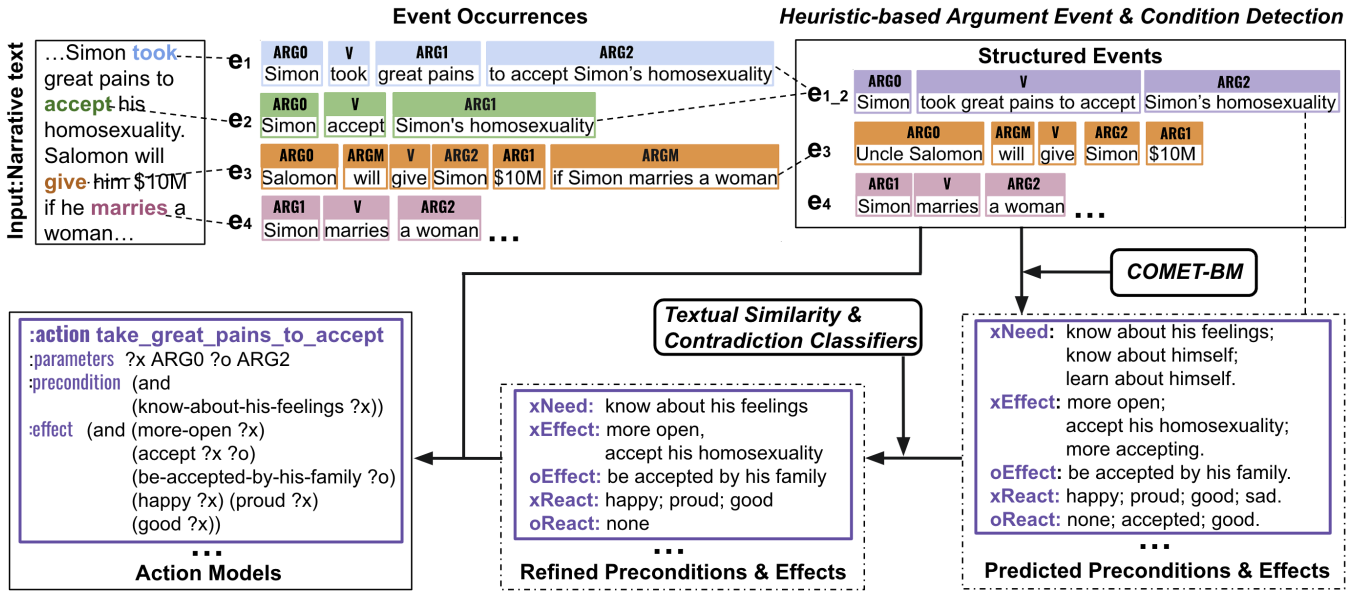 Event Occurrences
Heuristic-based Argument Event & Condition Detection
Input:Narrative text
...Simon took
great pains to
accept his
homosexuality.
Salomon will
give him $10M
if he marries a
woman...
e1
ARG0 V ARG1 ARG2
Simon took great pains to accept Simon's homosexuality
e2
ARG0 V ARG1
Simon accept Simon's homosexuality
e3
ARG0 ARGM V ARG2 ARG1 ARGM
Salomon will give Simon $10M if Simon marries a woman
e4
ARG1 V ARG2
Simon marries a woman
...
Structured Events
e1_2
ARG0 V ARG2
Simon took great pains to accept Simon's homosexuality
e3
ARG0 ARGM V ARG2 ARG1
Uncle Salomon will give Simon $10M
e4
ARG1 V ARG2
Simon marries a woman
...
COMET-BM
Textual Similarity &
Contradiction Classifiers
:action take_great_pains_to_accept
:parameters ?x ARG0 ?o ARG2
:precondition (and
(know-about-his-feelings ?x))
:effect (and (more-open ?x)
(accept ?x ?o)
(be-accepted-by-his-family ?o)
(happy ?x) (proud ?x)
(good ?x))
...
Action Models
xNeed: know about his feelings
xEffect: more open,
accept his homosexuality
oEffect: be accepted by his family
xReact: happy; proud; good
oReact: none
...
Refined Preconditions & Effects
xNeed: know about his feelings;
know about himself;
learn about himself.
xEffect: more open;
accept his homosexuality;
more accepting.
oEffect: be accepted by his family.
xReact: happy; proud; good; sad.
oReact: none; accepted; good.
...
Predicted Preconditions & Effects